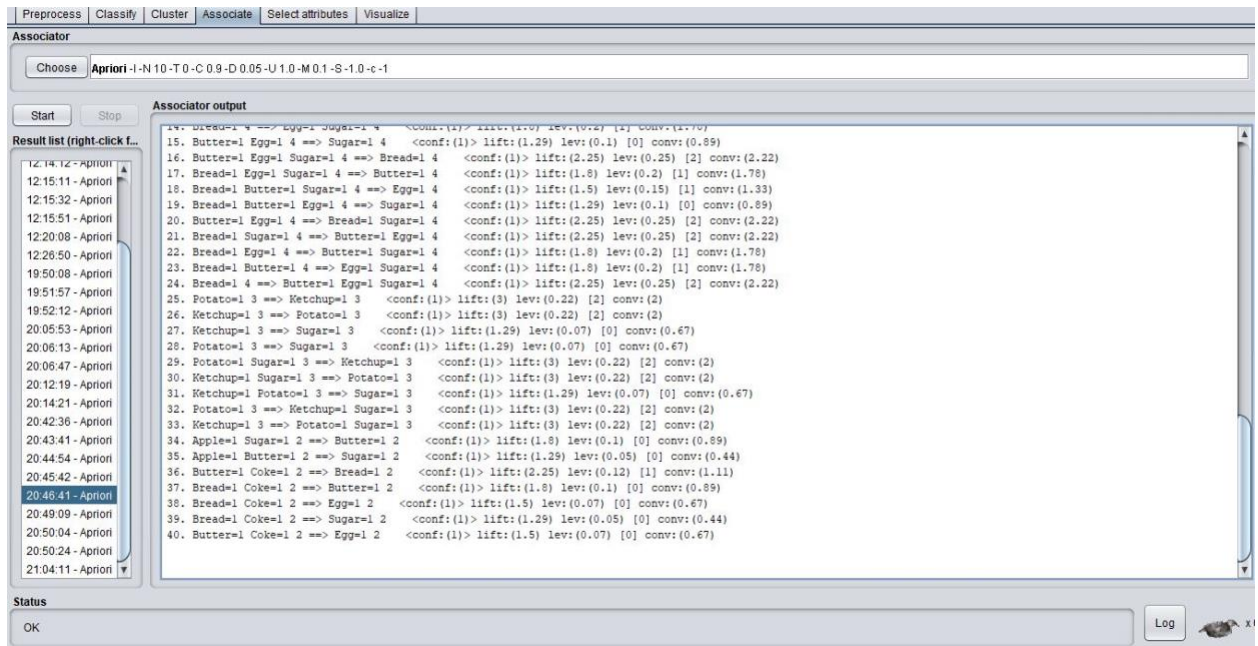 Preprocess Classify Cluster Associate Select attributes Visualize
Associator
Choose Apriori -I -N 10 -T 0 -C 0.9 -D 0.05 -U 1.0 -M 0.1 -S -1.0 -c -1
Start Stop
Result list (right-click f...
12:14:12 - Apriori
12:15:11 - Apriori
12:15:32 - Apriori
12:15:51 - Apriori
12:20:08 - Apriori
12:26:50 - Apriori
19:50:08 - Apriori
19:51:57 - Apriori
19:52:12 - Apriori
20:05:53 - Apriori
20:06:13 - Apriori
20:06:47 - Apriori
20:12:19 - Apriori
20:14:21 - Apriori
20:42:36 - Apriori
20:43:41 - Apriori
20:44:54 - Apriori
20:45:42 - Apriori
20:46:41 - Apriori
20:49:09 - Apriori
20:50:04 - Apriori
20:50:24 - Apriori
21:04:11 - Apriori
Associator output
14. Bread=1 4 ==> Egg=1 Sugar=1 4 <conf:(1)> lift:(1.8) lev:(0.2) [1] conv:(1.78)
15. Butter=1 Egg=1 4 ==> Sugar=1 4 <conf:(1)> lift:(1.29) lev:(0.1) [0] conv:(0.89)
16. Butter=1 Egg=1 Sugar=1 4 ==> Bread=1 4 <conf:(1)> lift:(2.25) lev:(0.25) [2] conv:(2.22)
17. Bread=1 Egg=1 Sugar=1 4 ==> Butter=1 4 <conf:(1)> lift:(1.8) lev:(0.2) [1] conv:(1.78)
18. Bread=1 Butter=1 Sugar=1 4 ==> Egg=1 4 <conf:(1)> lift:(1.5) lev:(0.15) [1] conv:(1.33)
19. Bread=1 Butter=1 Egg=1 4 ==> Sugar=1 4 <conf:(1)> lift:(1.29) lev:(0.1) [0] conv:(0.89)
20. Butter=1 Egg=1 4 ==> Bread=1 Sugar=1 4 <conf:(1)> lift:(2.25) lev:(0.25) [2] conv:(2.22)
21. Bread=1 Sugar=1 4 ==> Butter=1 Egg=1 4 <conf:(1)> lift:(2.25) lev:(0.25) [2] conv:(2.22)
22. Bread=1 Egg=1 4 ==> Butter=1 Sugar=1 4 <conf:(1)> lift:(1.8) lev:(0.2) [1] conv:(1.78)
23. Bread=1 Butter=1 4 ==> Egg=1 Sugar=1 4 <conf:(1)> lift:(1.8) lev:(0.2) [1] conv:(1.78)
24. Bread=1 4 ==> Butter=1 Egg=1 Sugar=1 4 <conf:(1)> lift:(2.25) lev:(0.25) [2] conv:(2.22)
25. Potato=1 3 ==> Ketchup=1 3 <conf:(1)> lift:(3) lev:(0.22) [2] conv:(2)
26. Ketchup=1 3 ==> Potato=1 3 <conf:(1)> lift:(3) lev:(0.22) [2] conv:(2)
27. Ketchup=1 3 ==> Sugar=1 3 <conf:(1)> lift:(1.29) lev:(0.07) [0] conv:(0.67)
28. Potato=1 3 ==> Sugar=1 3 <conf:(1)> lift:(1.29) lev:(0.07) [0] conv:(0.67)
29. Potato=1 Sugar=1 3 ==> Ketchup=1 3 <conf:(1)> lift:(3) lev:(0.22) [2] conv:(2)
30. Ketchup=1 Sugar=1 3 ==> Potato=1 3 <conf:(1)> lift:(3) lev:(0.22) [2] conv:(2)
31. Ketchup=1 Potato=1 3 ==> Sugar=1 3 <conf:(1)> lift:(1.29) lev:(0.07) [0] conv:(0.67)
32. Potato=1 3 ==> Ketchup=1 Sugar=1 3 <conf:(1)> lift:(3) lev:(0.22) [2] conv:(2)
33. Ketchup=1 3 ==> Potato=1 Sugar=1 3 <conf:(1)> lift:(3) lev:(0.22) [2] conv:(2)
34. Apple=1 Sugar=1 2 ==> Butter=1 2 <conf:(1)> lift:(1.8) lev:(0.1) [0] conv:(0.89)
35. Apple=1 Butter=1 2 ==> Sugar=1 2 <conf:(1)> lift:(1.29) lev:(0.05) [0] conv:(0.44)
36. Butter=1 Coke=1 2 ==> Bread=1 2 <conf:(1)> lift:(2.25) lev:(0.12) [1] conv:(1.11)
37. Bread=1 Coke=1 2 ==> Butter=1 2 <conf:(1)> lift:(1.8) lev:(0.1) [0] conv:(0.89)
38. Bread=1 Coke=1 2 ==> Egg=1 2 <conf:(1)> lift:(1.5) lev:(0.07) [0] conv:(0.67)
39. Bread=1 Coke=1 2 ==> Sugar=1 2 <conf:(1)> lift:(1.29) lev:(0.05) [0] conv:(0.44)
40. Butter=1 Coke=1 2 ==> Egg=1 2 <conf:(1)> lift:(1.5) lev:(0.07) [0] conv:(0.67)
Status
OK
Log
x